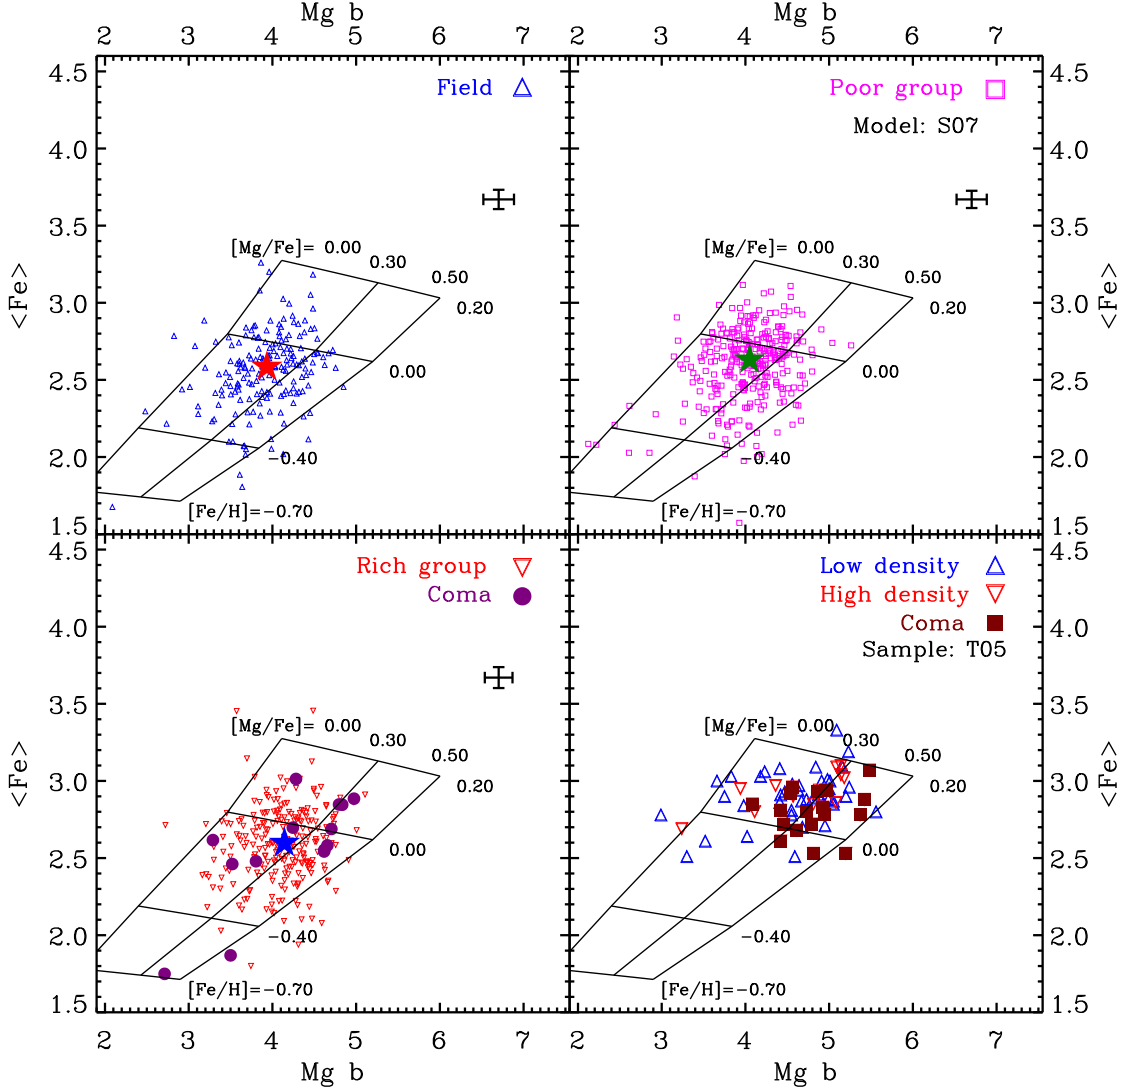 Mg b
Mg b
2 3 4 5 6 7
2 3 4 5 6 7
4.5
4.0
3.5
3.0
2.5
2.0
1.5
<Fe>
Field
[Mg/Fe]= 0.00
0.30
0.50
0.20
0.00
−0.40
[Fe/H]=−0.70
Poor group
Model: S07
[Mg/Fe]= 0.00
0.30
0.50
0.20
0.00
−0.40
[Fe/H]=−0.70
4.5
4.0
3.5
3.0
2.5
2.0
1.5
<Fe>
4.5
4.0
3.5
3.0
2.5
2.0
1.5
<Fe>
Rich group
Coma
[Mg/Fe]= 0.00
0.30
0.50
0.20
0.00
−0.40
[Fe/H]=−0.70
Low density
High density
Coma
Sample: T05
[Mg/Fe]= 0.00
0.30
0.50
0.20
0.00
−0.40
[Fe/H]=−0.70
4.5
4.0
3.5
3.0
2.5
2.0
1.5
<Fe>
2 3 4 5 6 7
2 3 4 5 6 7
Mg b
Mg b